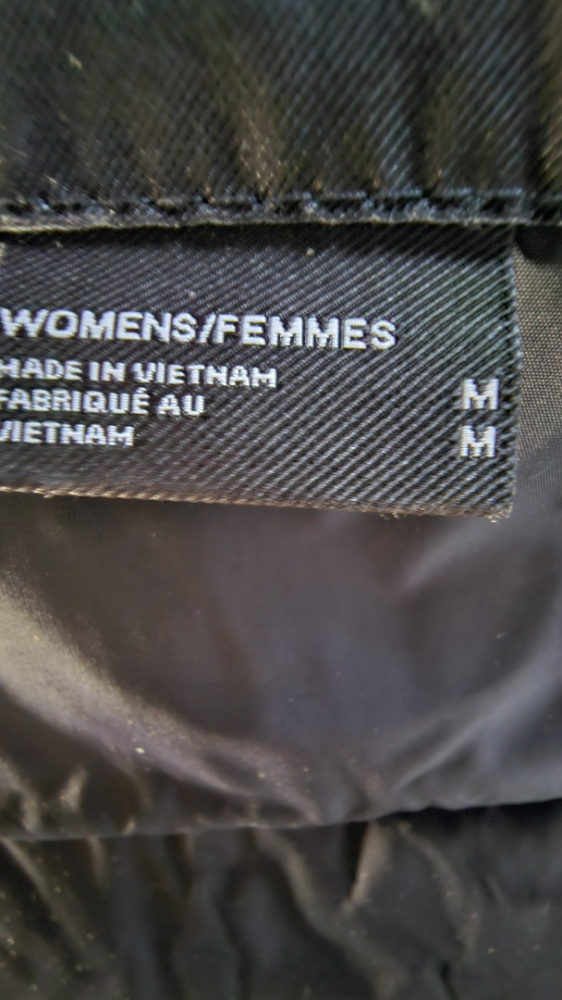 WOMENS/FEMMES
MADE IN VIETNAM
FABRIQUÉ AU
VIETNAM
M
M